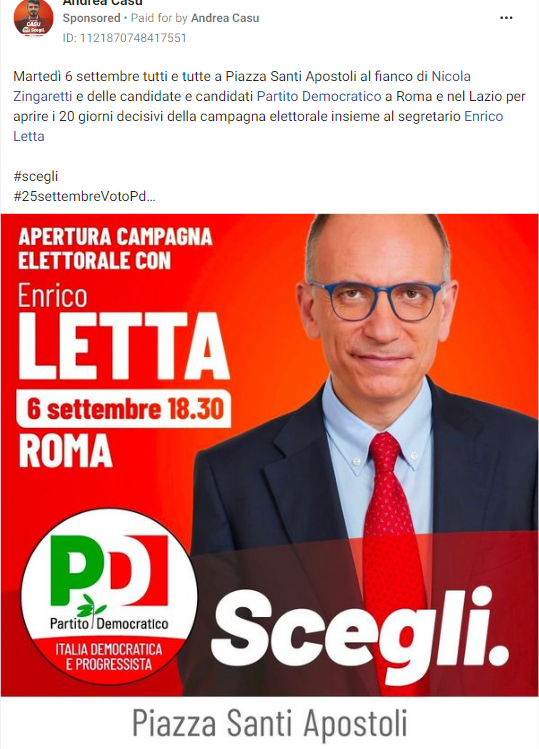 Andrea Casu
Sponsored • Paid for by Andrea Casu
ID: 1121870748417551
Martedì 6 settembre tutti e tutte a Piazza Santi Apostoli al fianco di Nicola
Zingaretti e delle candidate e candidati Partito Democratico a Roma e nel Lazio per
aprire i 20 giorni decisivi della campagna elettorale insieme al segretario Enrico
Letta
#scegli
#25settembreVotoPd...
APERTURA CAMPAGNA
ELETTORALE CON
Enrico
LETTA
6 settembre 18.30
ROMA
PD
Partito Democratico
ITALIA DEMOCRATICA
E PROGRESSISTA
Scegli.
Piazza Santi Apostoli